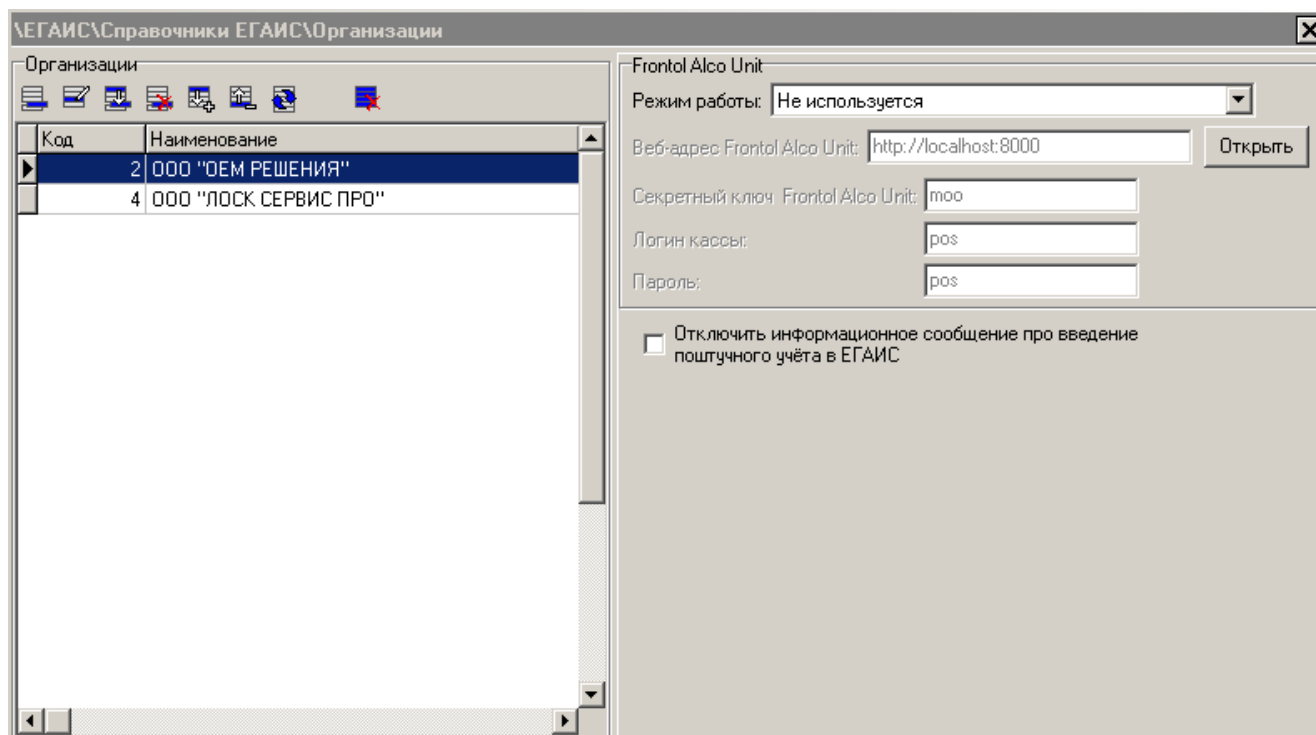 \ЕГАИС\Справочники ЕГАИС\Организации
Организации
Код Наименование
2 ООО "ОЕМ РЕШЕНИЯ"
4 ООО "ЛОСК СЕРВИС ПРО"
Frontol Alco Unit
Режим работы: Не используется
Веб-адрес Frontol Alco Unit: http://localhost:8000 Открыть
Секретный ключ Frontol Alco Unit: moo
Логин кассы: pos
Пароль: pos
Отключить информационное сообщение про введение
поштучного учёта в ЕГАИС